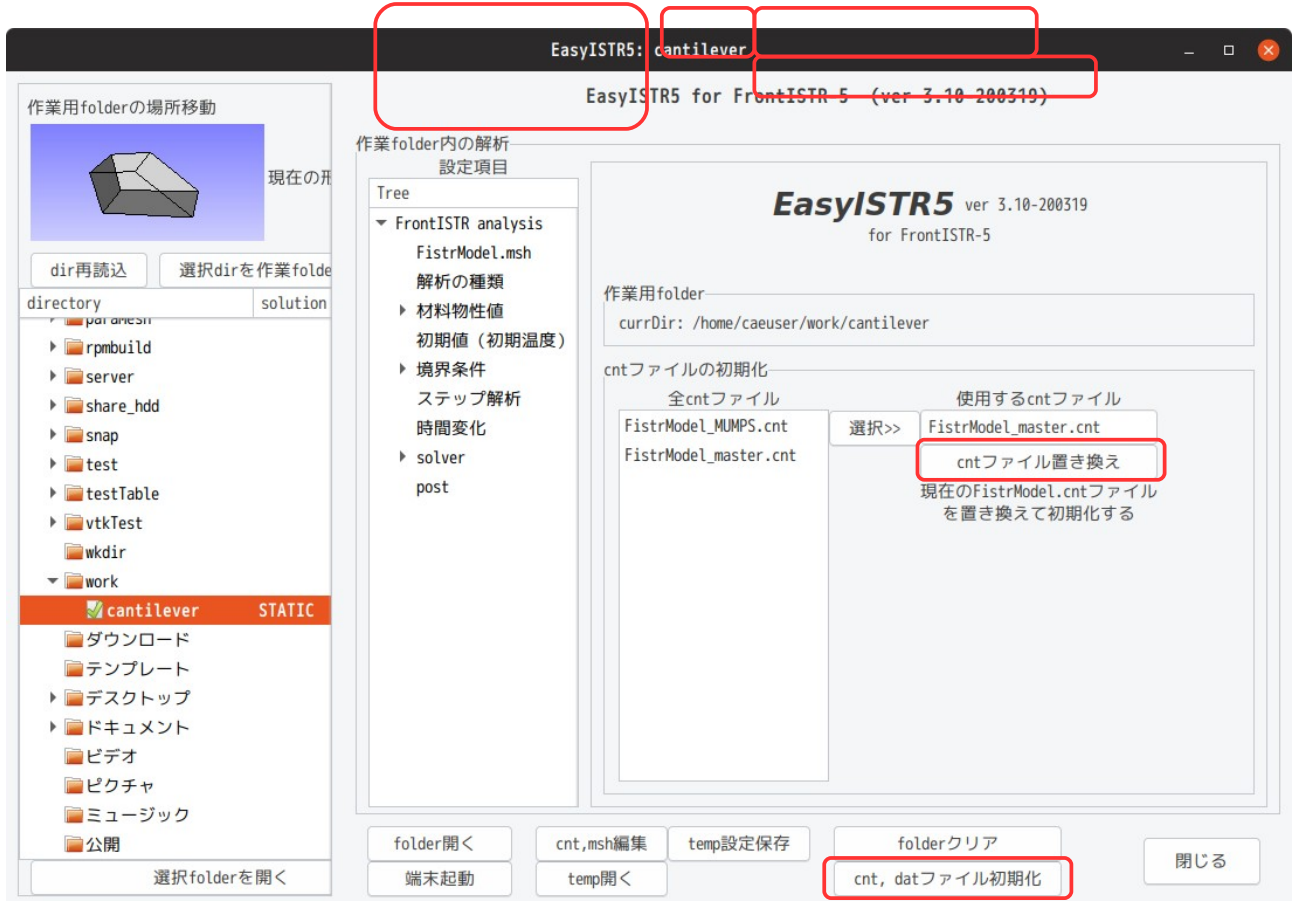 EasyISTR5: cantilever
EasyISTR5 for FrontISTR-5 (ver 3.10-200319)
作業用folderの場所移動
現在の形
dir再読込
選択dirを作業folde
directory
solution
paraMesh
rpmbuild
server
share_hdd
snap
test
testTable
vtkTest
wkdir
work
cantilever STATIC
ダウンロード
テンプレート
デスクトップ
ドキュメント
ビデオ
ピクチャ
ミュージック
公開
選択folderを開く
作業folder内の解析
設定項目
Tree
FrontISTR analysis
FistrModel.msh
解析の種類
材料物性値
初期値（初期温度）
境界条件
ステップ解析
時間変化
solver
post
EasyISTR5 ver 3.10-200319
for FrontISTR-5
作業用folder
currDir: /home/caeuser/work/cantilever
cntファイルの初期化
全cntファイル
使用するcntファイル
FistrModel_MUMPS.cnt
FistrModel_master.cnt
選択>>
FistrModel_master.cnt
cntファイル置き換え
現在のFistrModel.cntファイル
を置き換えて初期化する
folder開く
cnt,msh編集
temp設定保存
folderクリア
端末起動
temp開く
cnt, datファイル初期化
閉じる